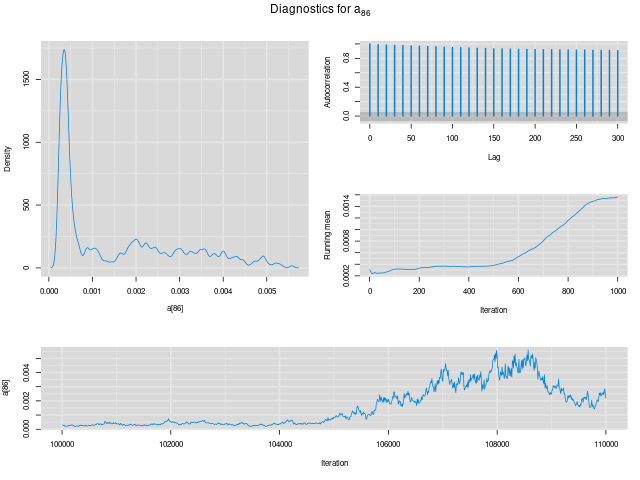 Diagnostics for a86
Density
0 500 1000 1500
0.000 0.001 0.002 0.003 0.004 0.005
a[86]
Autocorrelation
0.0 0.4 0.8
0 50 100 150 200 250 300
Lag
Running mean
0.0002 0.0008 0.0014
0 200 400 600 800 1000
Iteration
a[86]
0.000 0.002 0.004
100000 102000 104000 106000 108000 110000
Iteration